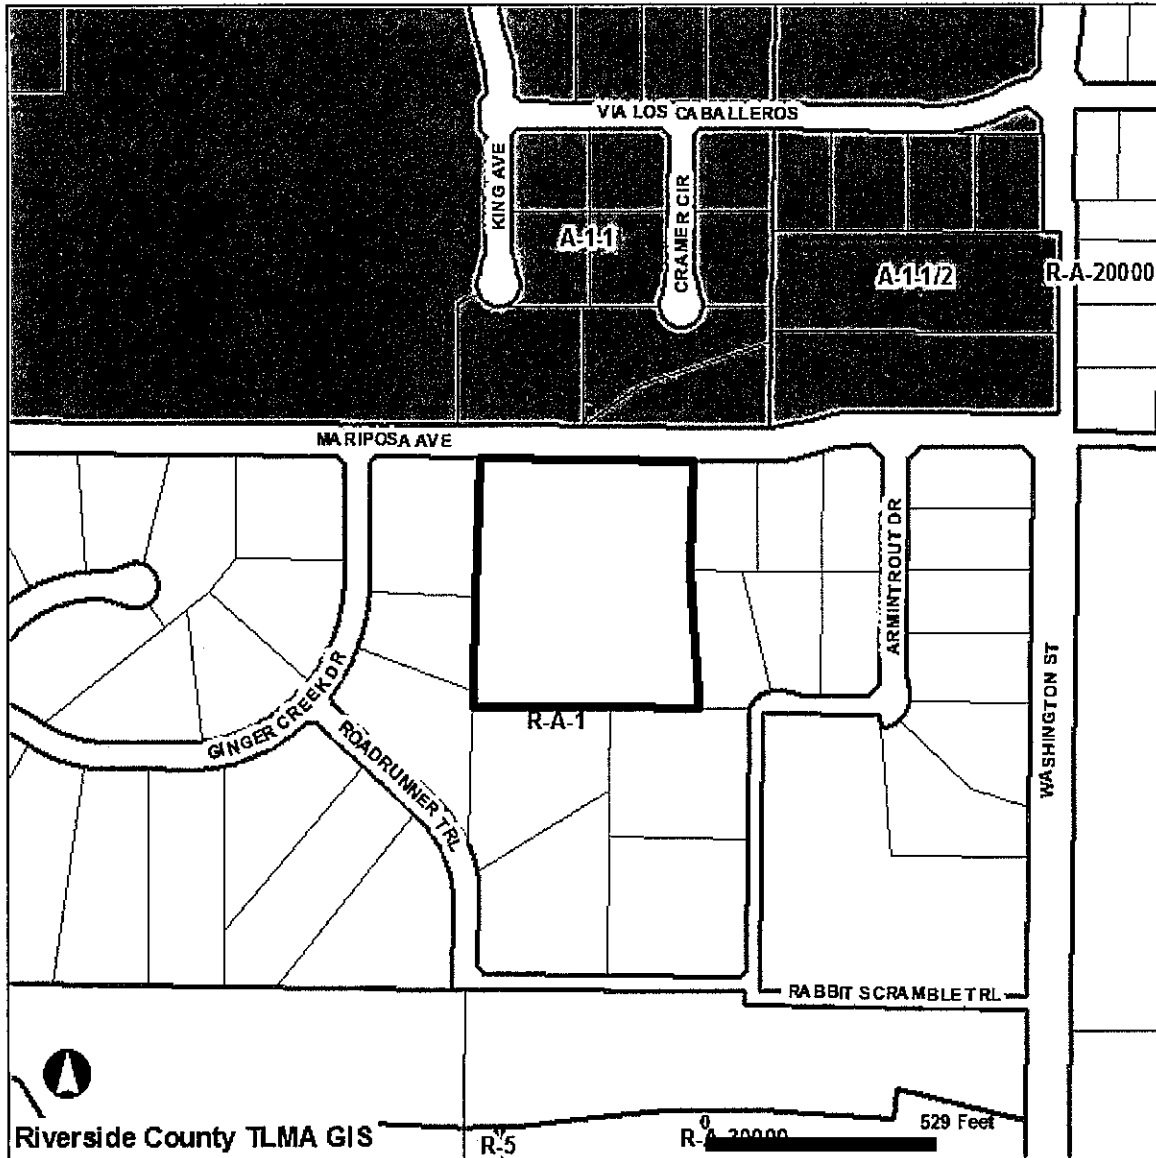 VIA LOS CABALLEROS
KING AVE
CRAMER CIR
A-1-1
A-1-1/2
R-A-20000
MARIPOSA AVE
ARMINTROUT DR
WASHINGTON ST
GINGER CREEK DR
R-A-1
ROADRUNNER TRL
RABBIT SCRAMBLE TRL
Riverside County TLMA GIS
R-5
0
R-A-20000
529 Feet